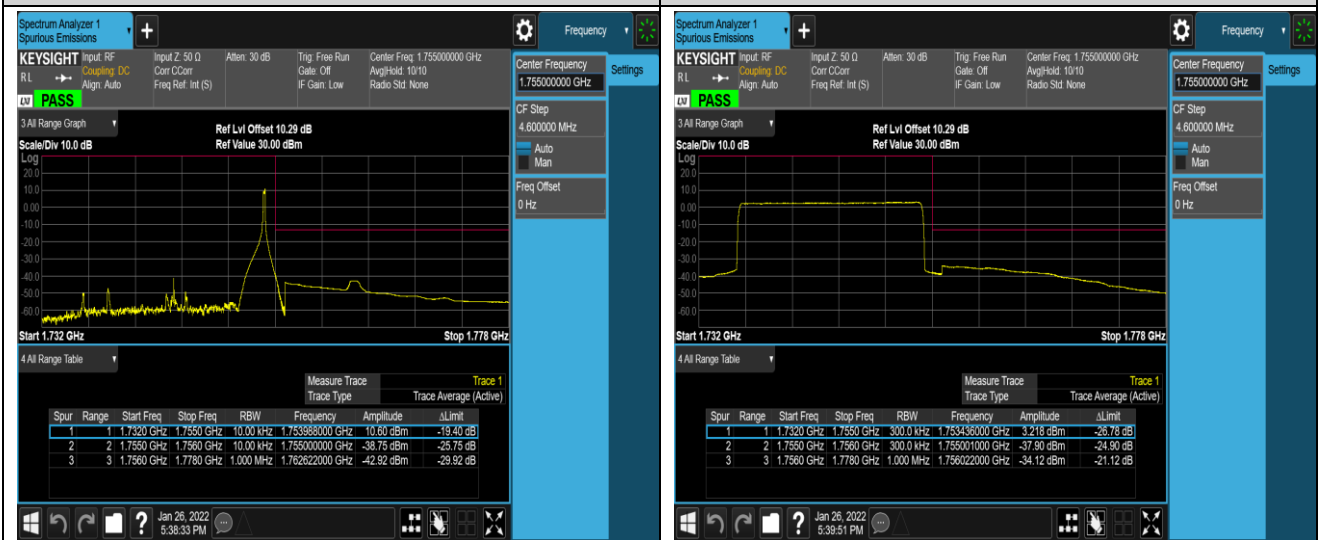 Spectrum Analyzer 1
Spurious Emissions
+
Frequency
KEYSIGHT Input: RF Input Z: 50 Ω Atten: 30 dB Trig: Free Run Center Freq: 1.755000000 GHz
R L Coupling: DC Corr CCorr Gate: Off Avg|Hold: 10/10
Align: Auto Freq Ref: Int (S) IF Gain: Low Radio Std: None
LXI PASS
Center Frequency
1.755000000 GHz
Settings
CF Step
4.600000 MHz
Auto
Man
Freq Offset
0 Hz
3 All Range Graph
Ref Lvl Offset 10.29 dB
Scale/Div 10.0 dB Ref Value 30.00 dBm
Log
20.0
10.0
0.00
-10.0
-20.0
-30.0
-40.0
-50.0
-60.0
Start 1.732 GHz Stop 1.778 GHz
4 All Range Table
Measure Trace Trace 1
Trace Type Trace Average (Active)
Spur Range Start Freq Stop Freq RBW Frequency Amplitude ΔLimit
1 1 1.7320 GHz 1.7550 GHz 10.00 kHz 1.753988000 GHz 10.60 dBm -19.40 dB
2 2 1.7550 GHz 1.7560 GHz 10.00 kHz 1.755000000 GHz -38.75 dBm -25.75 dB
3 3 1.7560 GHz 1.7780 GHz 1.000 MHz 1.762622000 GHz -42.92 dBm -29.92 dB
?
Jan 26, 2022
5:38:33 PM
Spectrum Analyzer 1
Spurious Emissions
+
Frequency
KEYSIGHT Input: RF Input Z: 50 Ω Atten: 30 dB Trig: Free Run Center Freq: 1.755000000 GHz
R L Coupling: DC Corr CCorr Gate: Off Avg|Hold: 10/10
Align: Auto Freq Ref: Int (S) IF Gain: Low Radio Std: None
LXI PASS
Center Frequency
1.755000000 GHz
Settings
CF Step
4.600000 MHz
Auto
Man
Freq Offset
0 Hz
3 All Range Graph
Ref Lvl Offset 10.29 dB
Scale/Div 10.0 dB Ref Value 30.00 dBm
Log
20.0
10.0
0.00
-10.0
-20.0
-30.0
-40.0
-50.0
-60.0
Start 1.732 GHz Stop 1.778 GHz
4 All Range Table
Measure Trace Trace 1
Trace Type Trace Average (Active)
Spur Range Start Freq Stop Freq RBW Frequency Amplitude ΔLimit
1 1 1.7320 GHz 1.7550 GHz 300.0 kHz 1.753436000 GHz 3.218 dBm -26.78 dB
2 2 1.7550 GHz 1.7560 GHz 300.0 kHz 1.755001000 GHz -37.90 dBm -24.90 dB
3 3 1.7560 GHz 1.7780 GHz 1.000 MHz 1.756022000 GHz -34.12 dBm -21.12 dB
?
Jan 26, 2022
5:39:51 PM